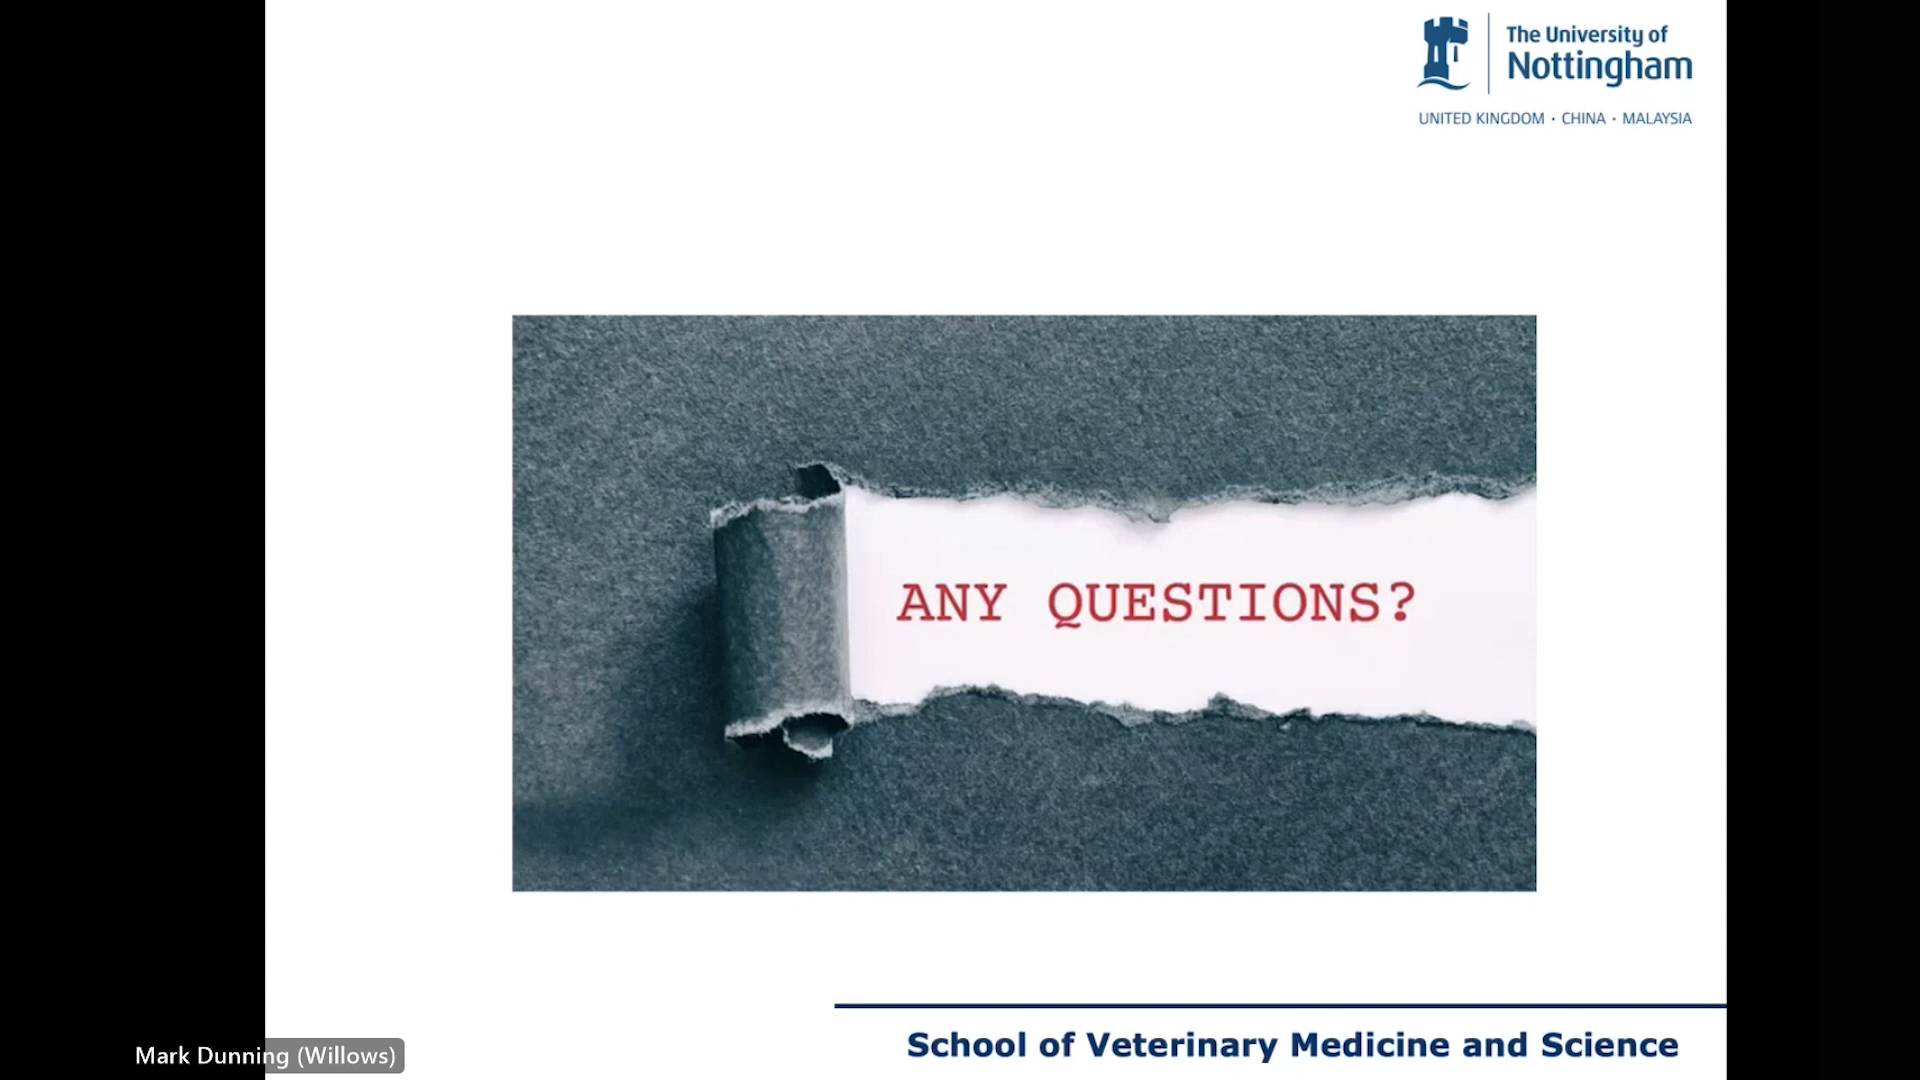 The University of
Nottingham
UNITED KINGDOM · CHINA · MALAYSIA
ANY QUESTIONS?
School of Veterinary Medicine and Science
Mark Dunning (Willows)